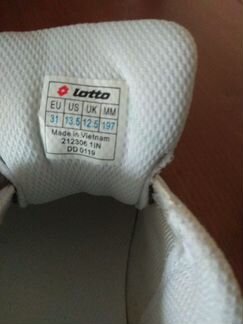 Lotto
EU US UK MM
31 13.5 12.5 197
Made in Vietnam
212306 1IN
DD 0119